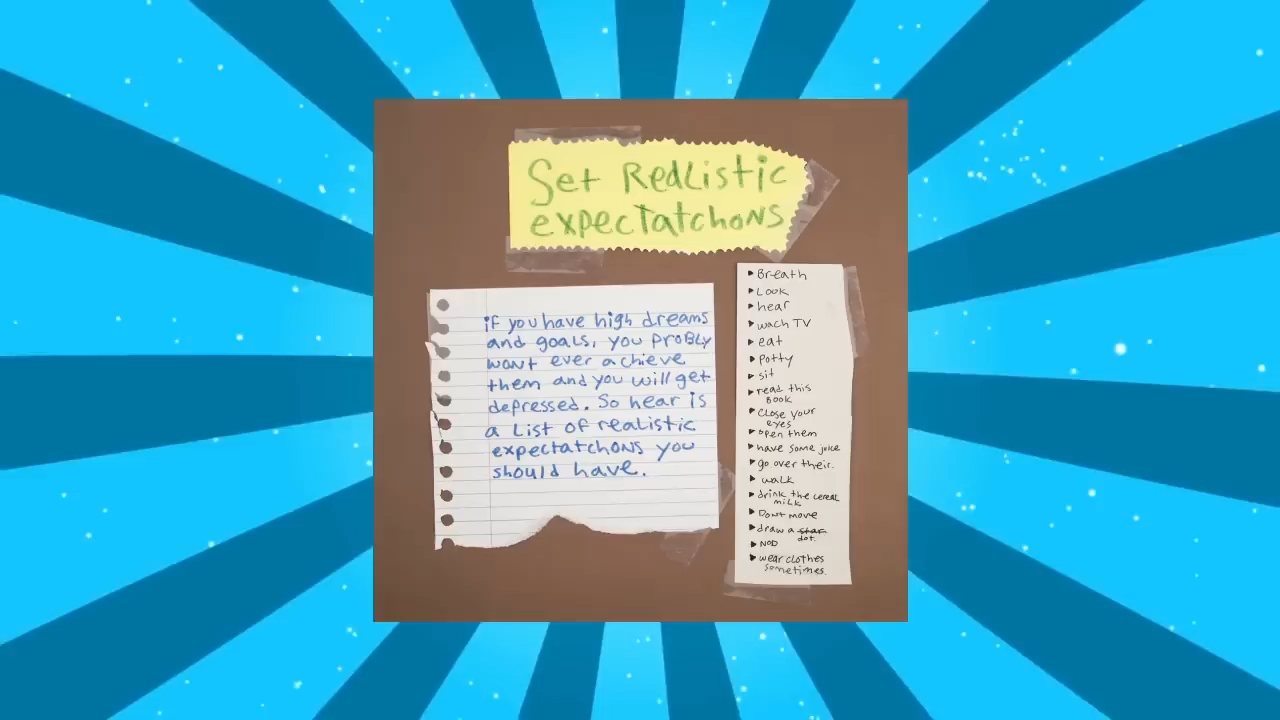 Set Realistic
expectatchons
if you have high dreams
and goals, you probly
wont ever achieve
them and you will get
depressed. So hear is
a List of realistic
expectatchons you
should have.
Breath
Look
hear
wach TV
eat
potty
sit
read this
Book
Close your
eyes
open them
have some juice
go over their.
walk
drink the cereal
milk
Dont move
draw a star
dot.
NOD
wear clothes
sometimes.